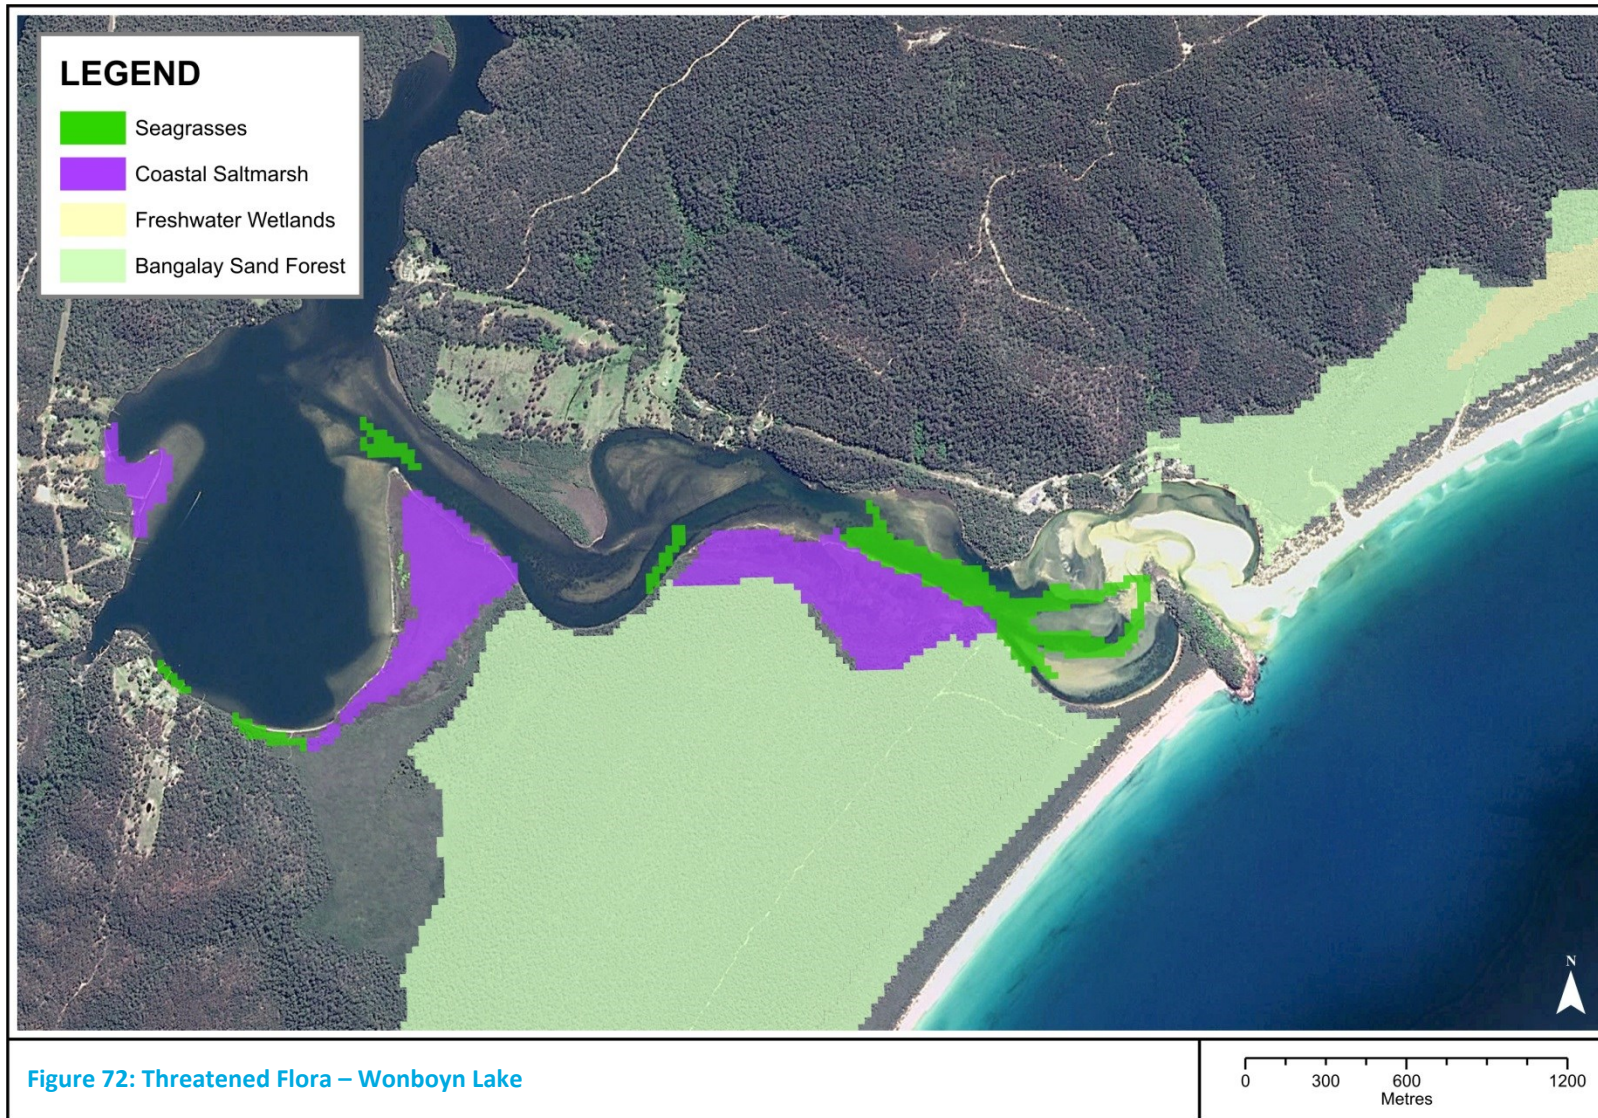 LEGEND
Seagrasses
Coastal Saltmarsh
Freshwater Wetlands
Bangalay Sand Forest
N
Figure 72: Threatened Flora – Wonboyn Lake
0 300 600 1200
Metres